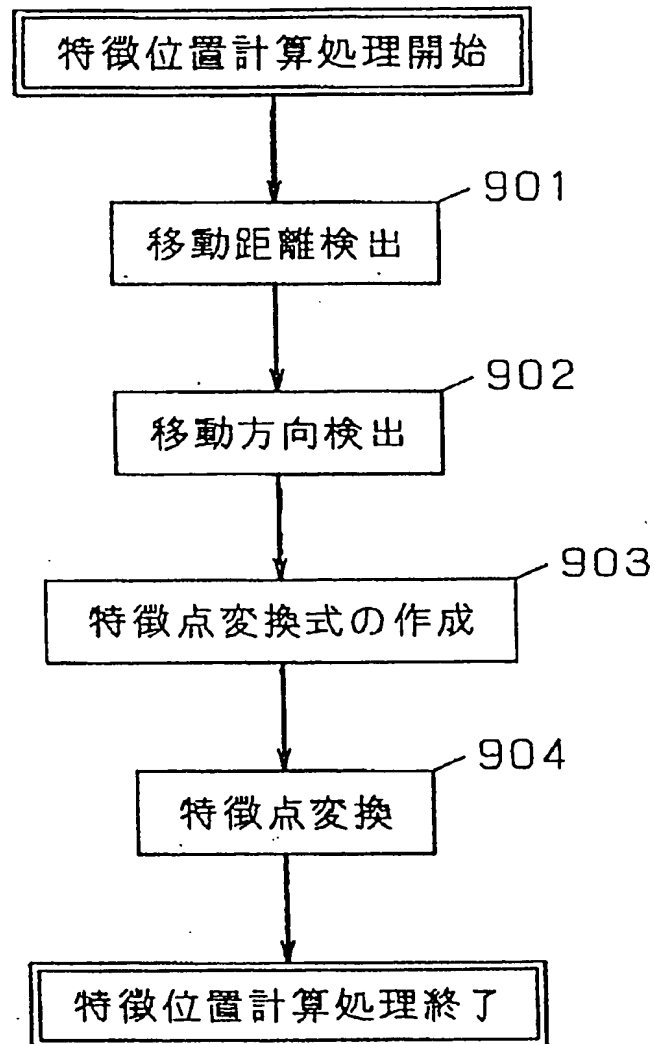 特徴位置計算処理開始
901
移動距離検出
902
移動方向検出
903
特徴点変換式の作成
904
特徴点変換
特徴位置計算処理終了